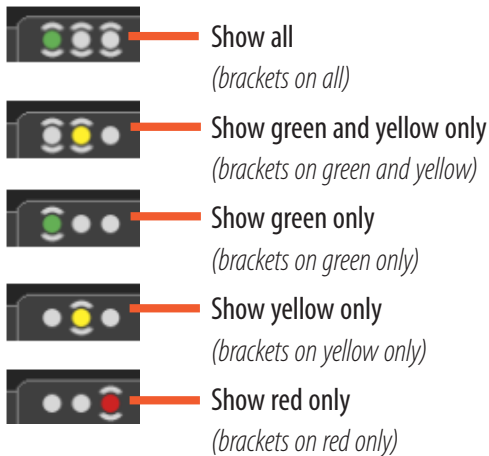 Show all
(brackets on all)
Show green and yellow only
(brackets on green and yellow)
Show green only
(brackets on green only)
Show yellow only
(brackets on yellow only)
Show red only
(brackets on red only)